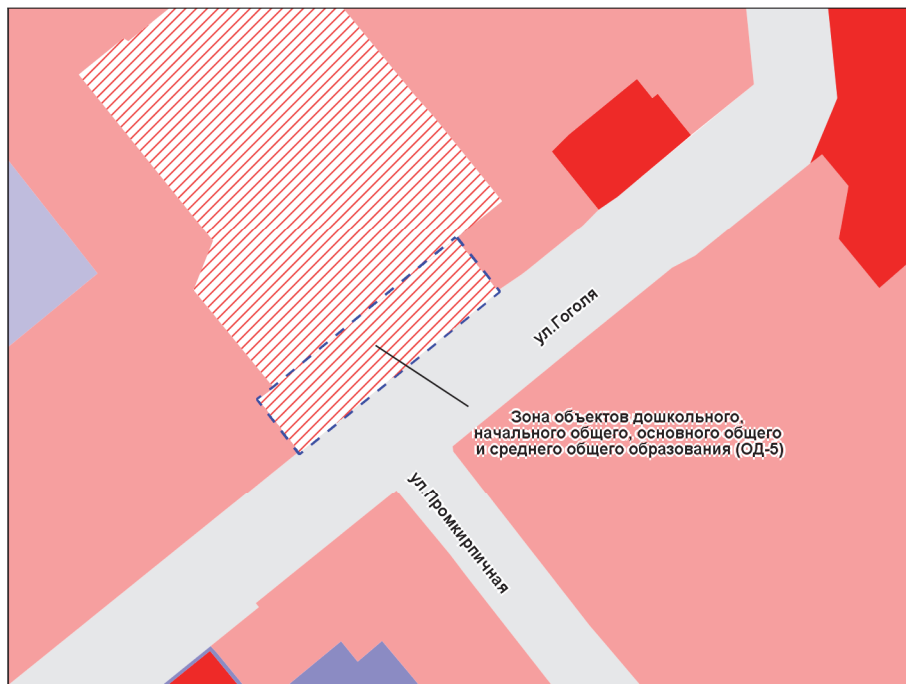 ул.Гоголя
Зона объектов дошкольного,
начального общего, основного общего
и среднего общего образования (ОД-5)
ул.Промкирпичная